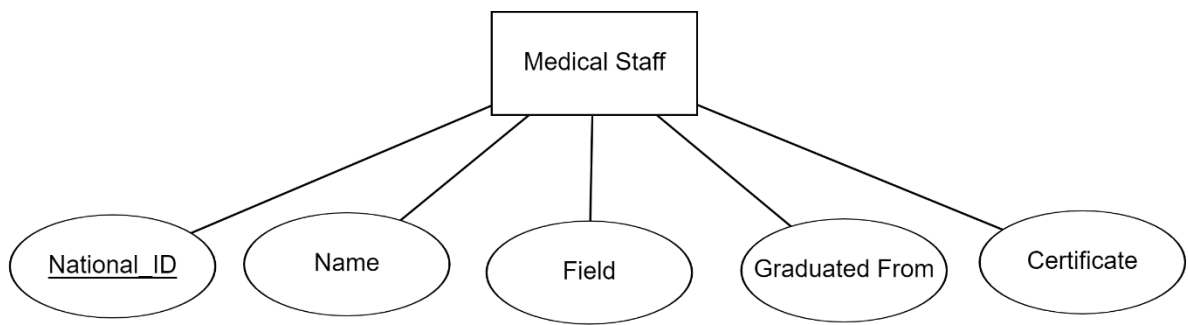 Medical Staff
National_ID
Name
Field
Graduated From
Certificate